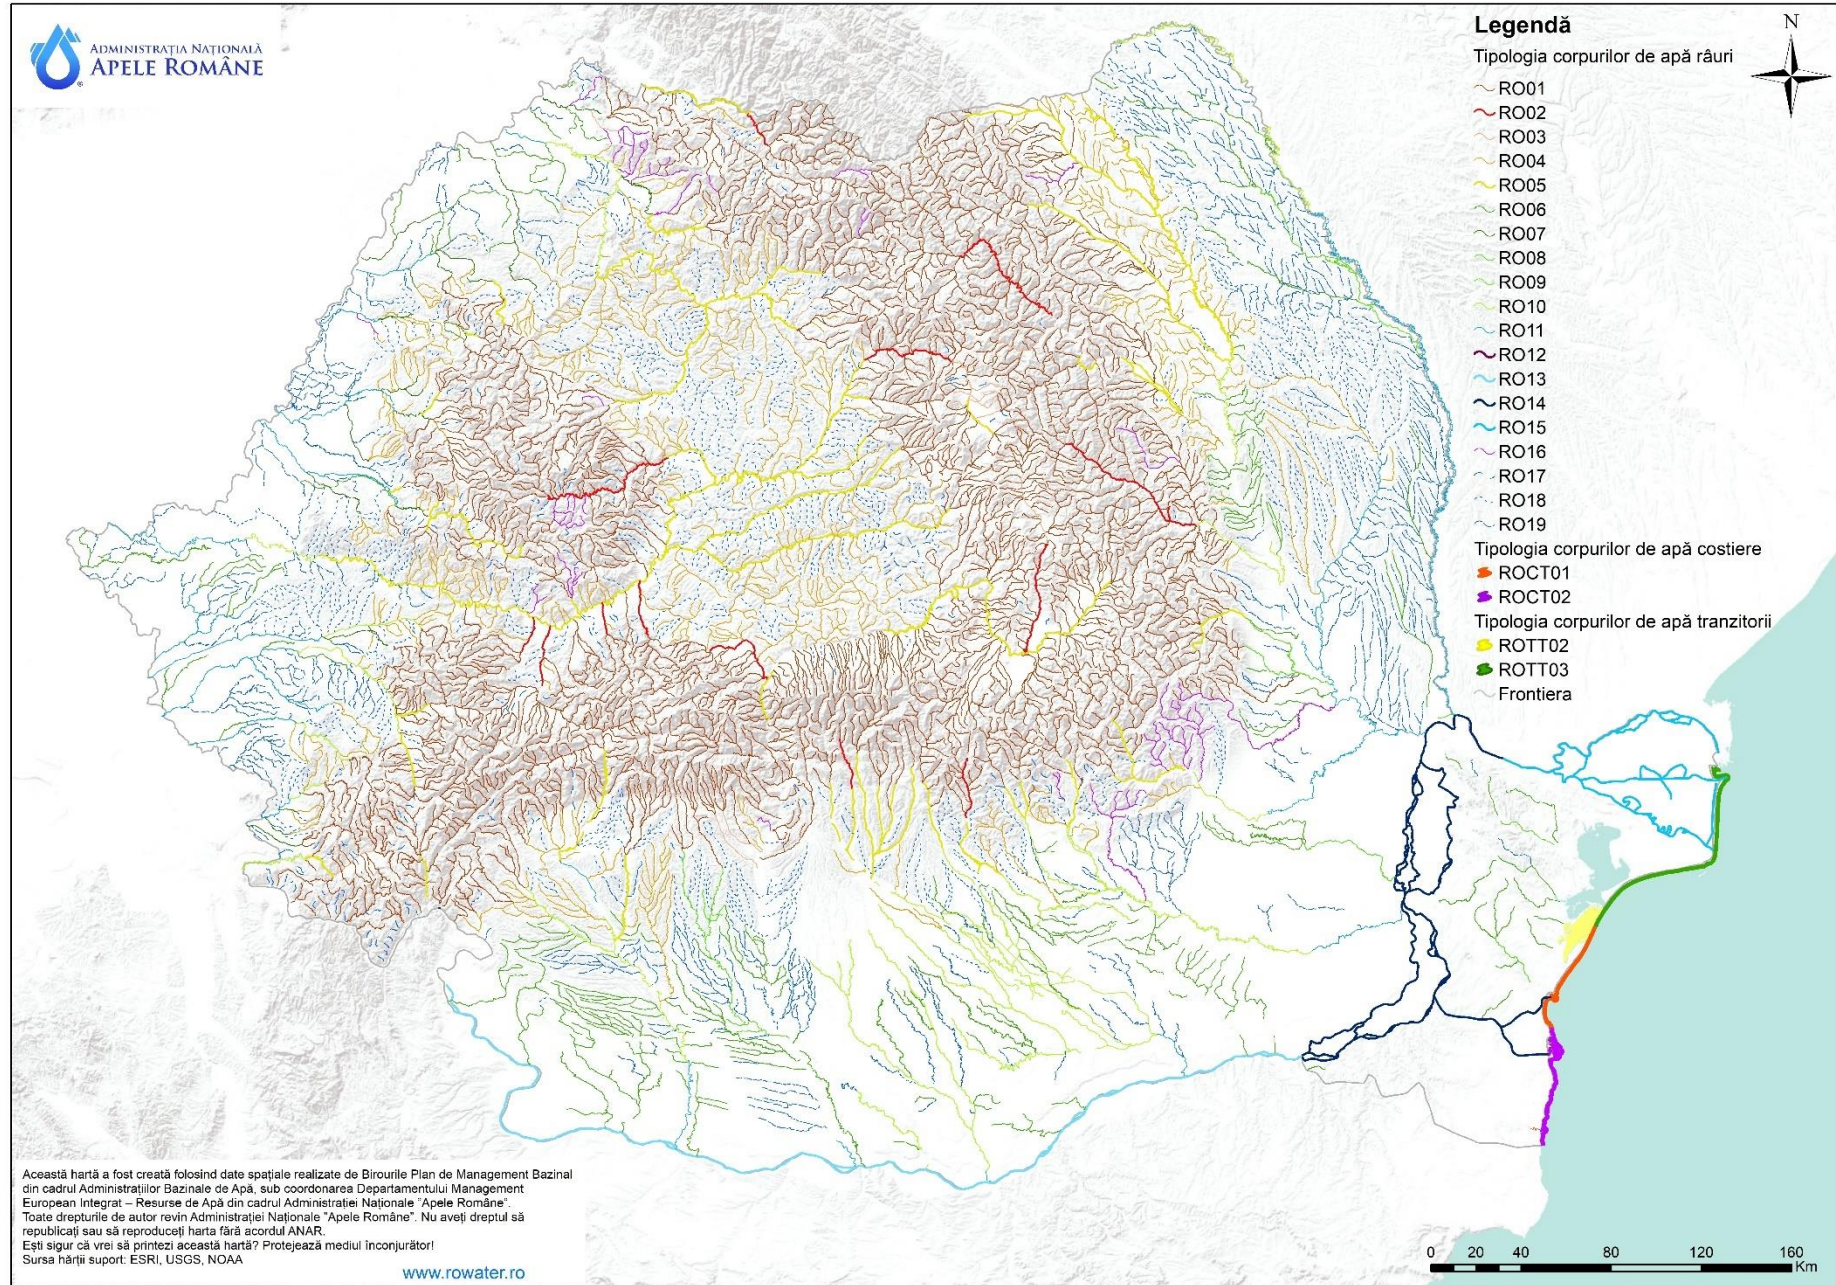 ADMINISTRAȚIA NAȚIONALĂ
APELE ROMÂNE
®
Legendă
Tipologia corpurilor de apă râuri
RO01
RO02
RO03
RO04
RO05
RO06
RO07
RO08
RO09
RO10
RO11
RO12
RO13
RO14
RO15
RO16
RO17
RO18
RO19
Tipologia corpurilor de apă costiere
ROCT01
ROCT02
Tipologia corpurilor de apă tranzitorii
ROTT02
ROTT03
Frontiera
N
Această hartă a fost creată folosind date spațiale realizate de Birourile Plan de Management Bazinal
din cadrul Administrațiilor Bazinale de Apă, sub coordonarea Departamentului Management
European Integrat – Resurse de Apă din cadrul Administrației Naționale "Apele Române".
Toate drepturile de autor revin Administrației Naționale "Apele Române". Nu aveți dreptul să
republicați sau să reproduceți harta fără acordul ANAR.
Ești sigur că vrei să printezi această hartă? Protejează mediul înconjurător!
Sursa hărții suport: ESRI, USGS, NOAA
www.rowater.ro
0 20 40 80 120 160
Km